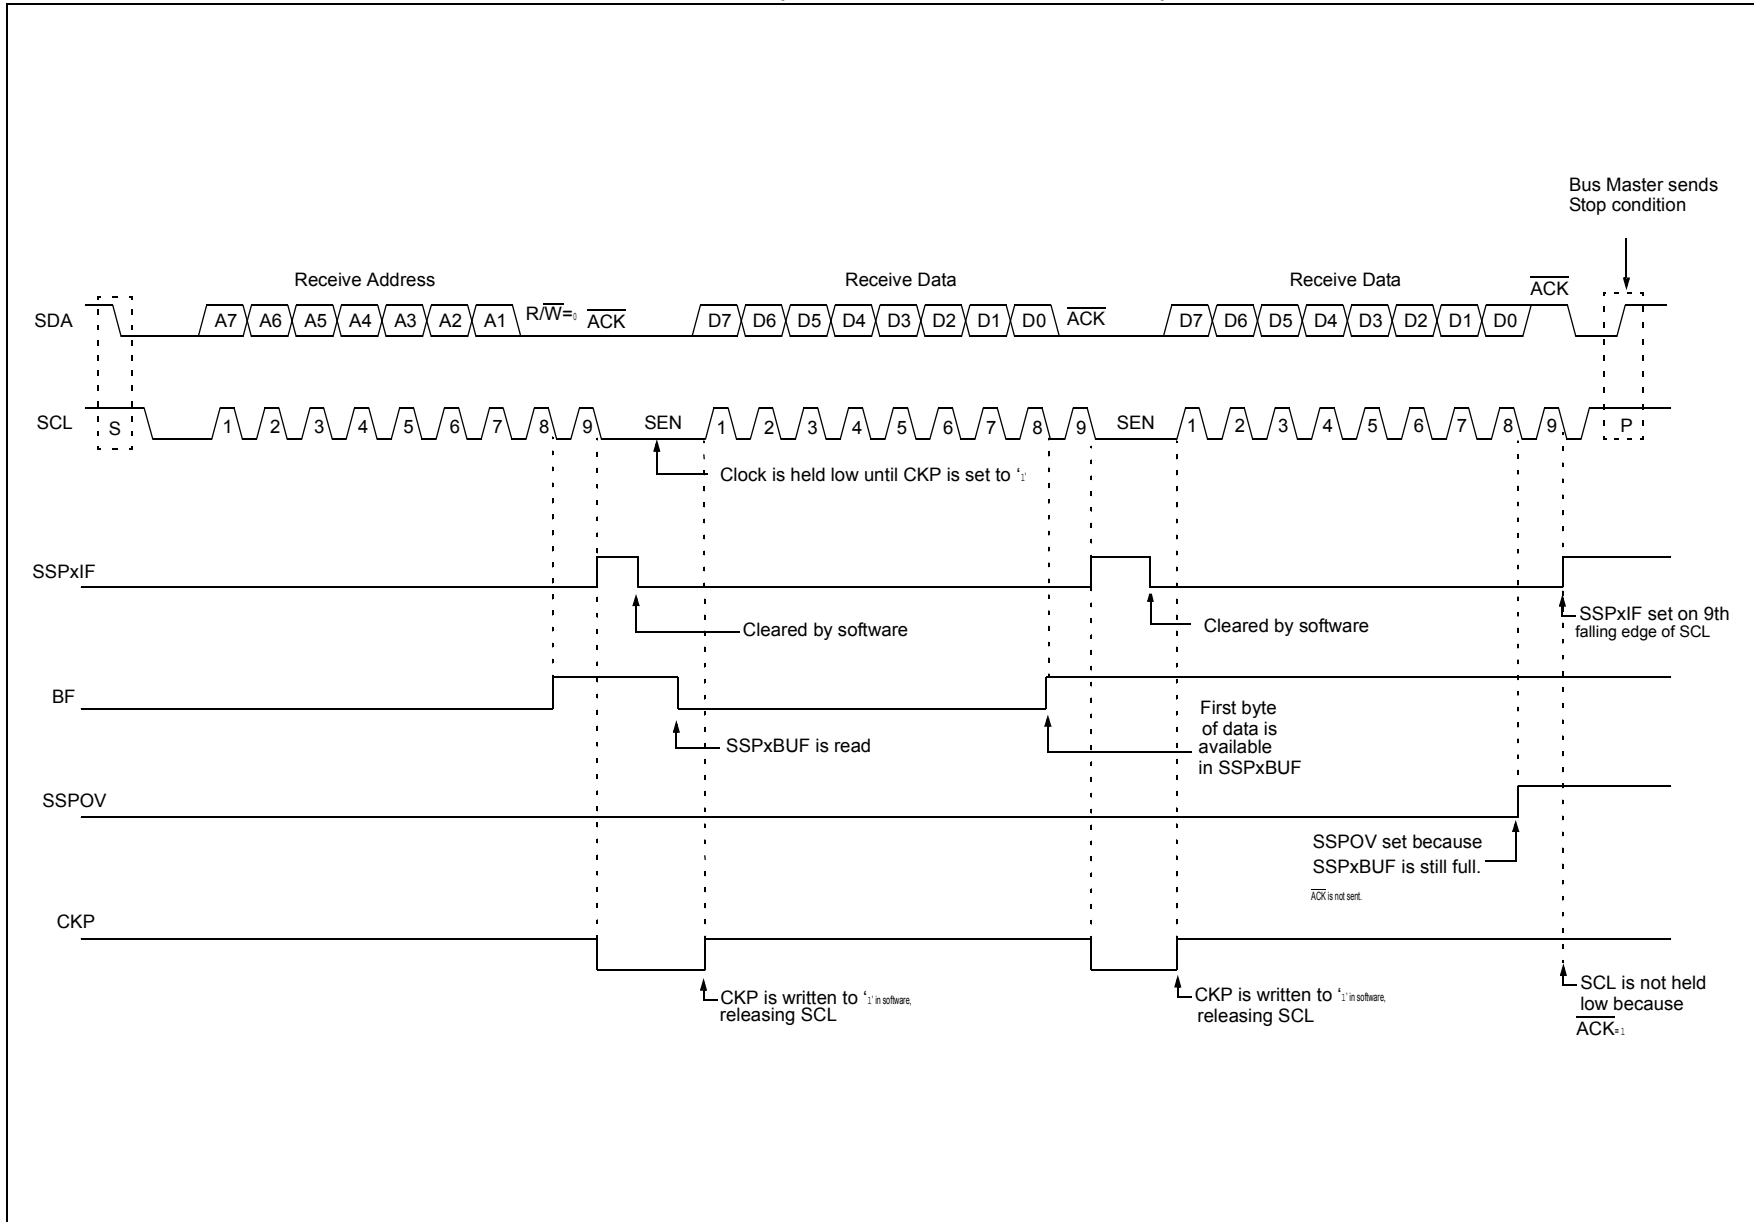 Bus Master sends
Stop condition
Receive Address
Receive Data
Receive Data
ACK
SDA
A7 A6 A5 A4 A3 A2 A1 R/W=0 ACK
D7 D6 D5 D4 D3 D2 D1 D0 ACK
D7 D6 D5 D4 D3 D2 D1 D0
SCL
S
1 2 3 4 5 6 7 8 9 SEN
1 2 3 4 5 6 7 8 9 SEN
1 2 3 4 5 6 7 8 9
P
Clock is held low until CKP is set to ‘1’
SSPxIF
Cleared by software
Cleared by software
SSPxIF set on 9th
falling edge of SCL
BF
SSPxBUF is read
First byte
of data is
available
in SSPxBUF
SSPOV
SSPOV set because
SSPxBUF is still full.
ACK is not sent.
CKP
CKP is written to ‘1’ in software,
releasing SCL
CKP is written to ‘1’ in software,
releasing SCL
SCL is not held
low because
ACK= 1